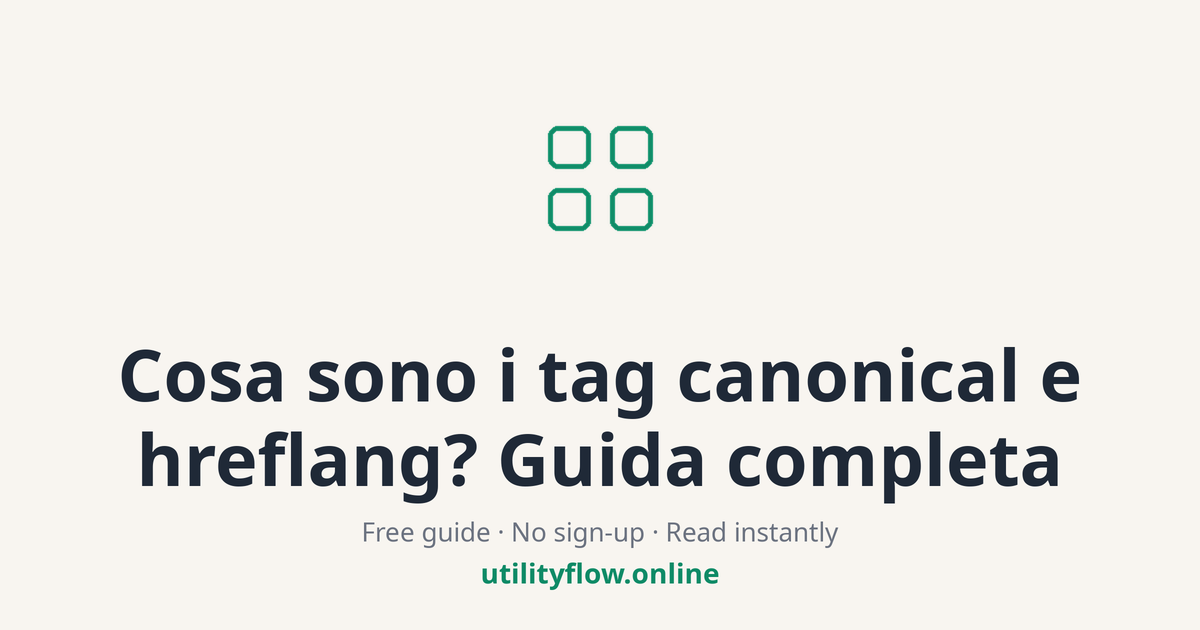 Cosa sono i tag canonical e
hreflang? Guida completa
Free guide · No sign-up · Read instantly
utilityflow.online